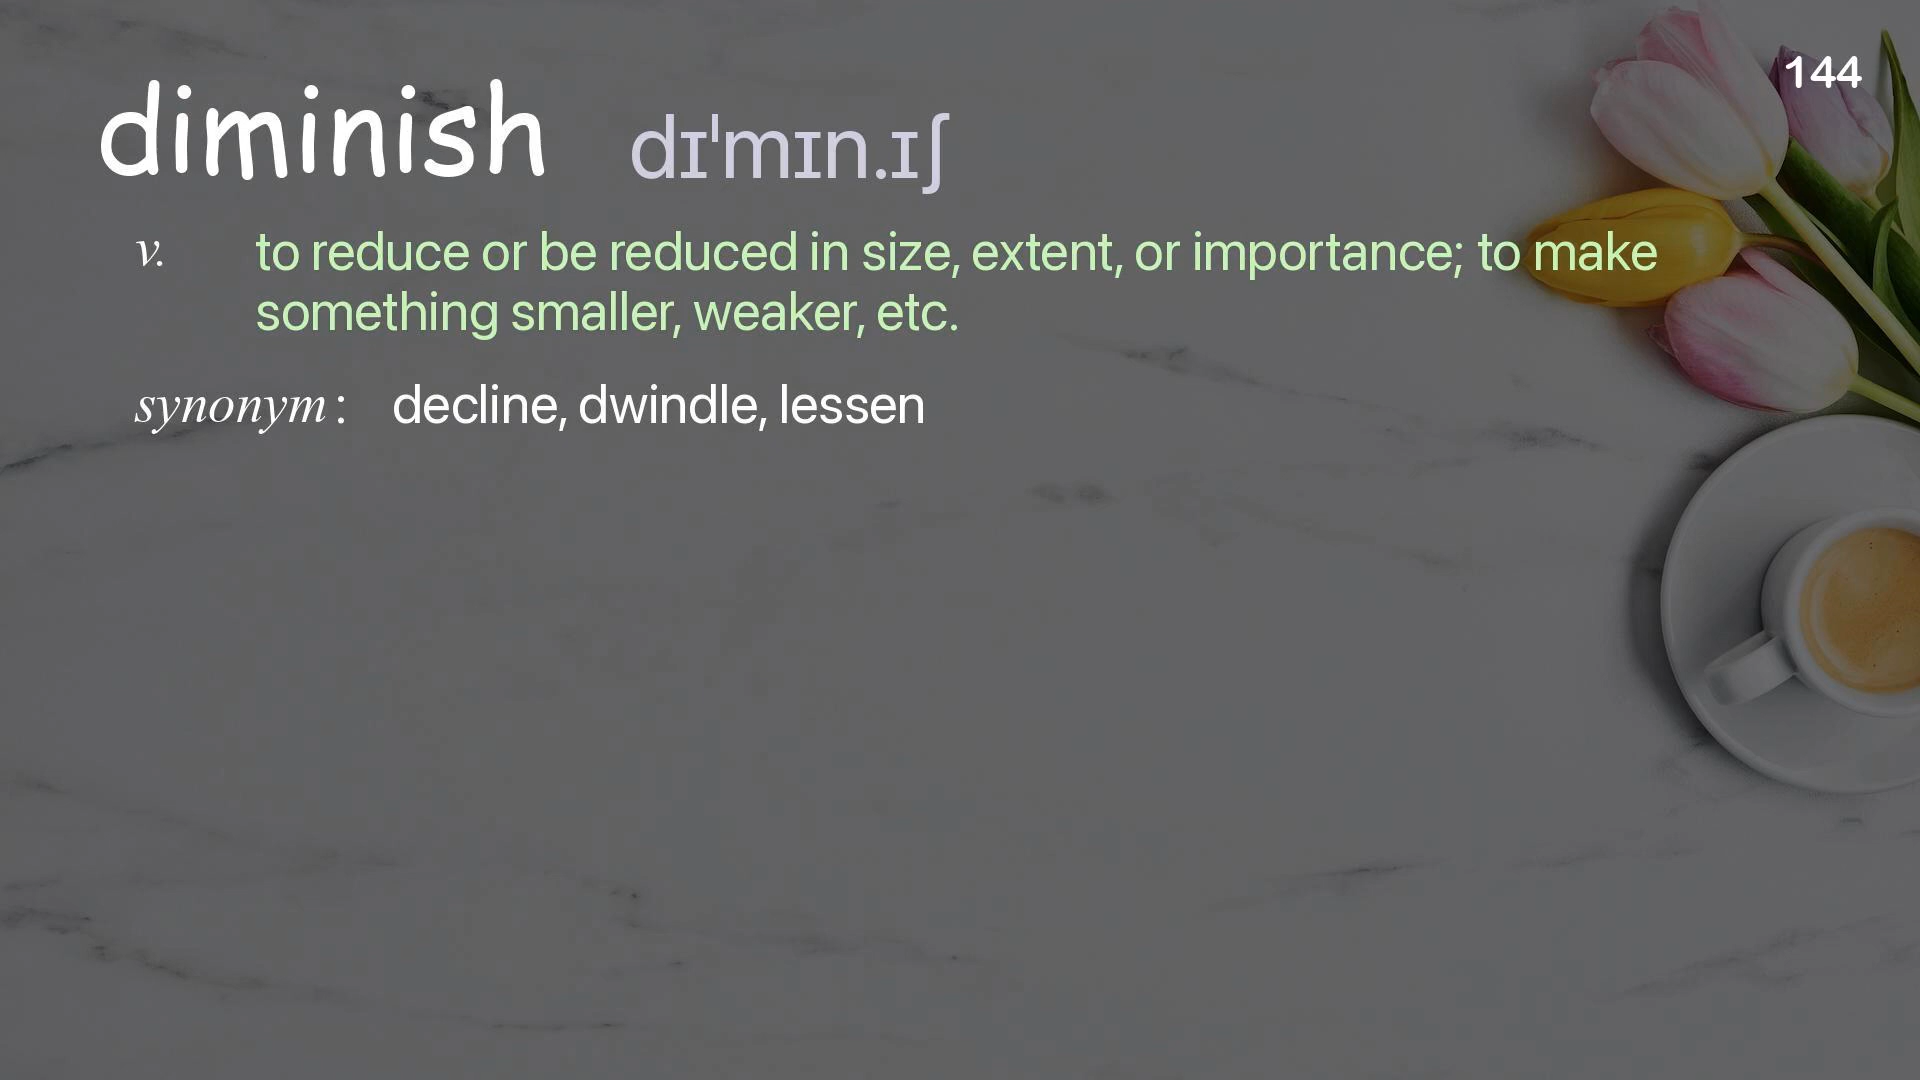 144
diminish dɪˈmɪn.ɪʃ
v. to reduce or be reduced in size, extent, or importance; to make
something smaller, weaker, etc.
synonym: decline, dwindle, lessen